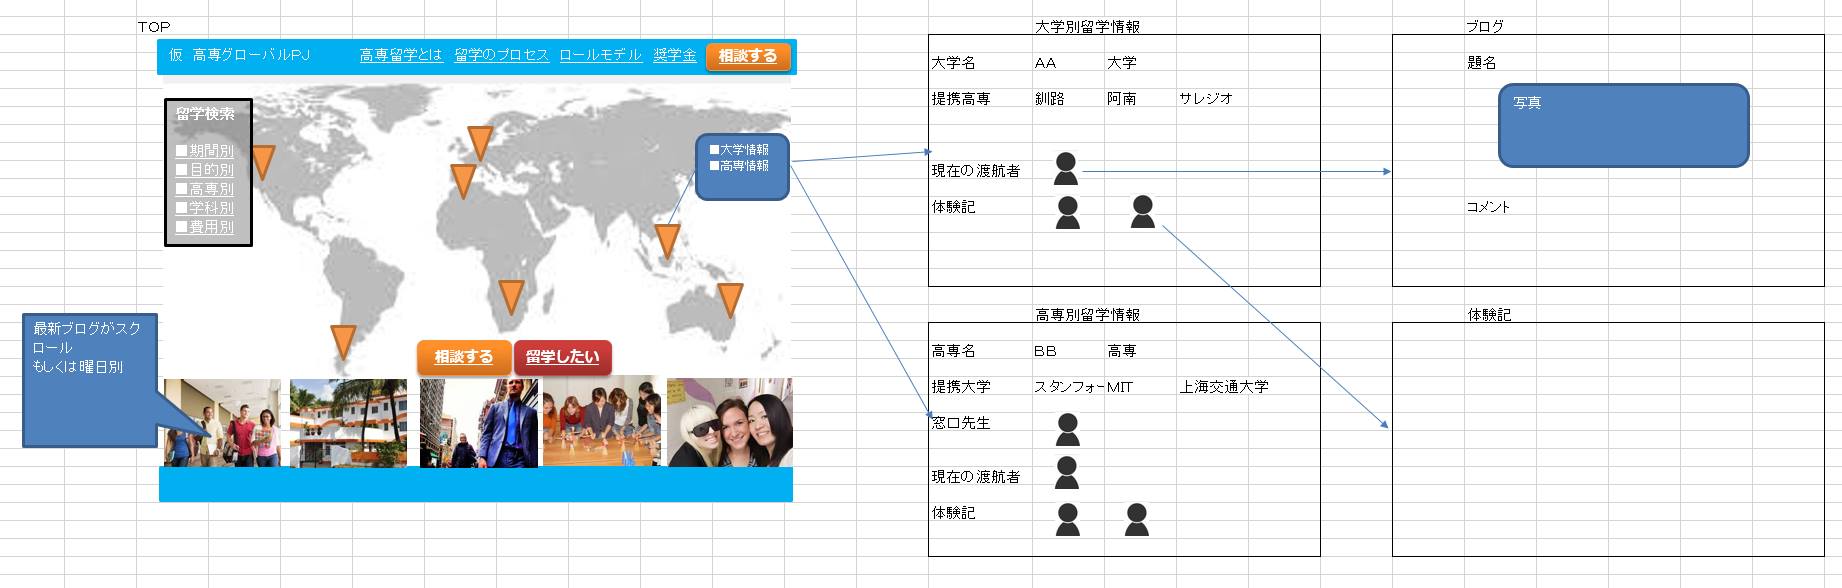 TOP
仮 高専グローバルPJ 高専留学とは 留学のプロセス ロールモデル 奨学金 相談する
留学検索
■期間別
■目的別
■高専別
■学科別
■費用別
■大学情報
■高専情報
相談する 留学したい
最新ブログがスク
ロール
もしくは曜日別
大学別留学情報
大学名 AA 大学
提携高専 釧路 阿南 サレジオ
現在の渡航者
体験記
高専別留学情報
高専名 BB 高専
提携大学 スタンフォー MIT 上海交通大学
窓口先生
現在の渡航者
体験記
ブログ
題名
写真
コメント
体験記